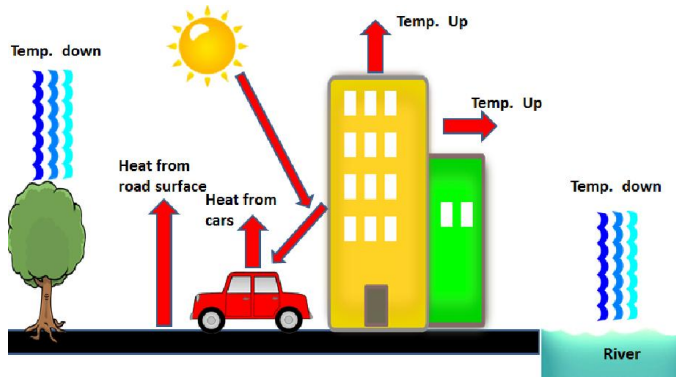 Temp. Up
Temp. down
Temp. Up
Heat from
road surface
Heat from
cars
Temp. down
River